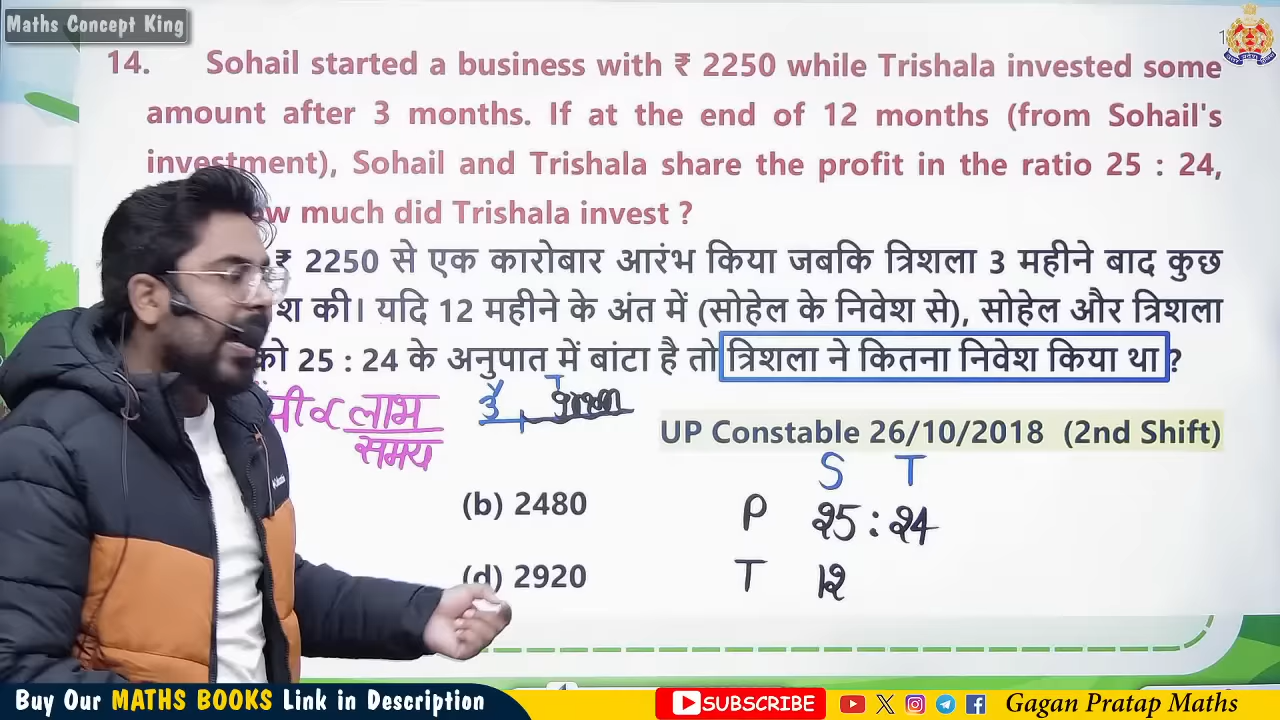 Maths Concept King
14. Sohail started a business with ₹ 2250 while Trishala invested some
amount after 3 months. If at the end of 12 months (from Sohail's
investment), Sohail and Trishala share the profit in the ratio 25 : 24,
much did Trishala invest ?
₹ 2250 से एक कारोबार आरंभ किया जबकि त्रिशला 3 महीने बाद कुछ
की। यदि 12 महीने के अंत में (सोहेल के निवेश से), सोहेल और त्रिशला
को 25 : 24 के अनुपात में बांटा है तो त्रिशला ने कितना निवेश किया था ?
लाभ
समय
3 T
UP Constable 26/10/2018 (2nd Shift)
S T
(b) 2480
P 25 : 24
(d) 2920
T 12
Buy Our MATHS BOOKS Link in Description
SUBSCRIBE
Gagan Pratap Maths